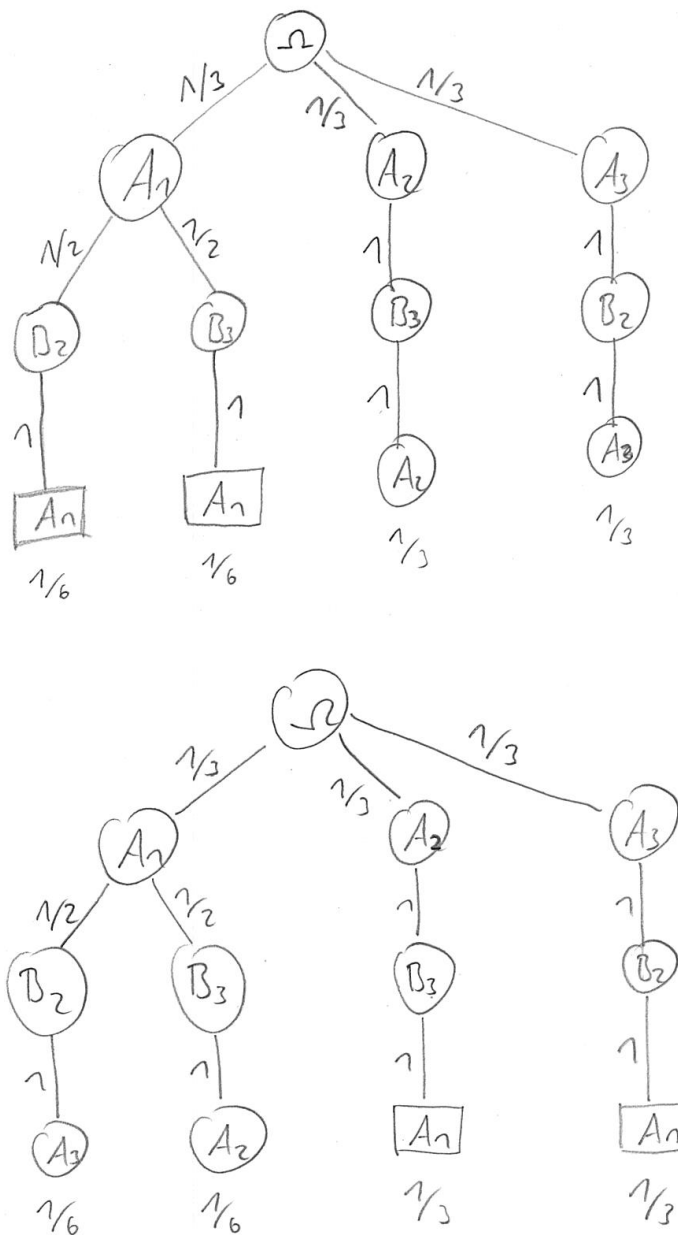 Ω
1/3 1/3 1/3
A₁ A₂ A₃
1/2 1/2 1 1
B₂ B₃ B₃ B₂
1 1 1 1
A₁ A₁ A₂ A₃
1/6 1/6 1/3 1/3
Ω
1/3 1/3 1/3
A₁ A₂ A₃
1/2 1/2 1 1
B₂ B₃ B₃ B₂
1 1 1 1
A₃ A₂ A₁ A₁
1/6 1/6 1/3 1/3